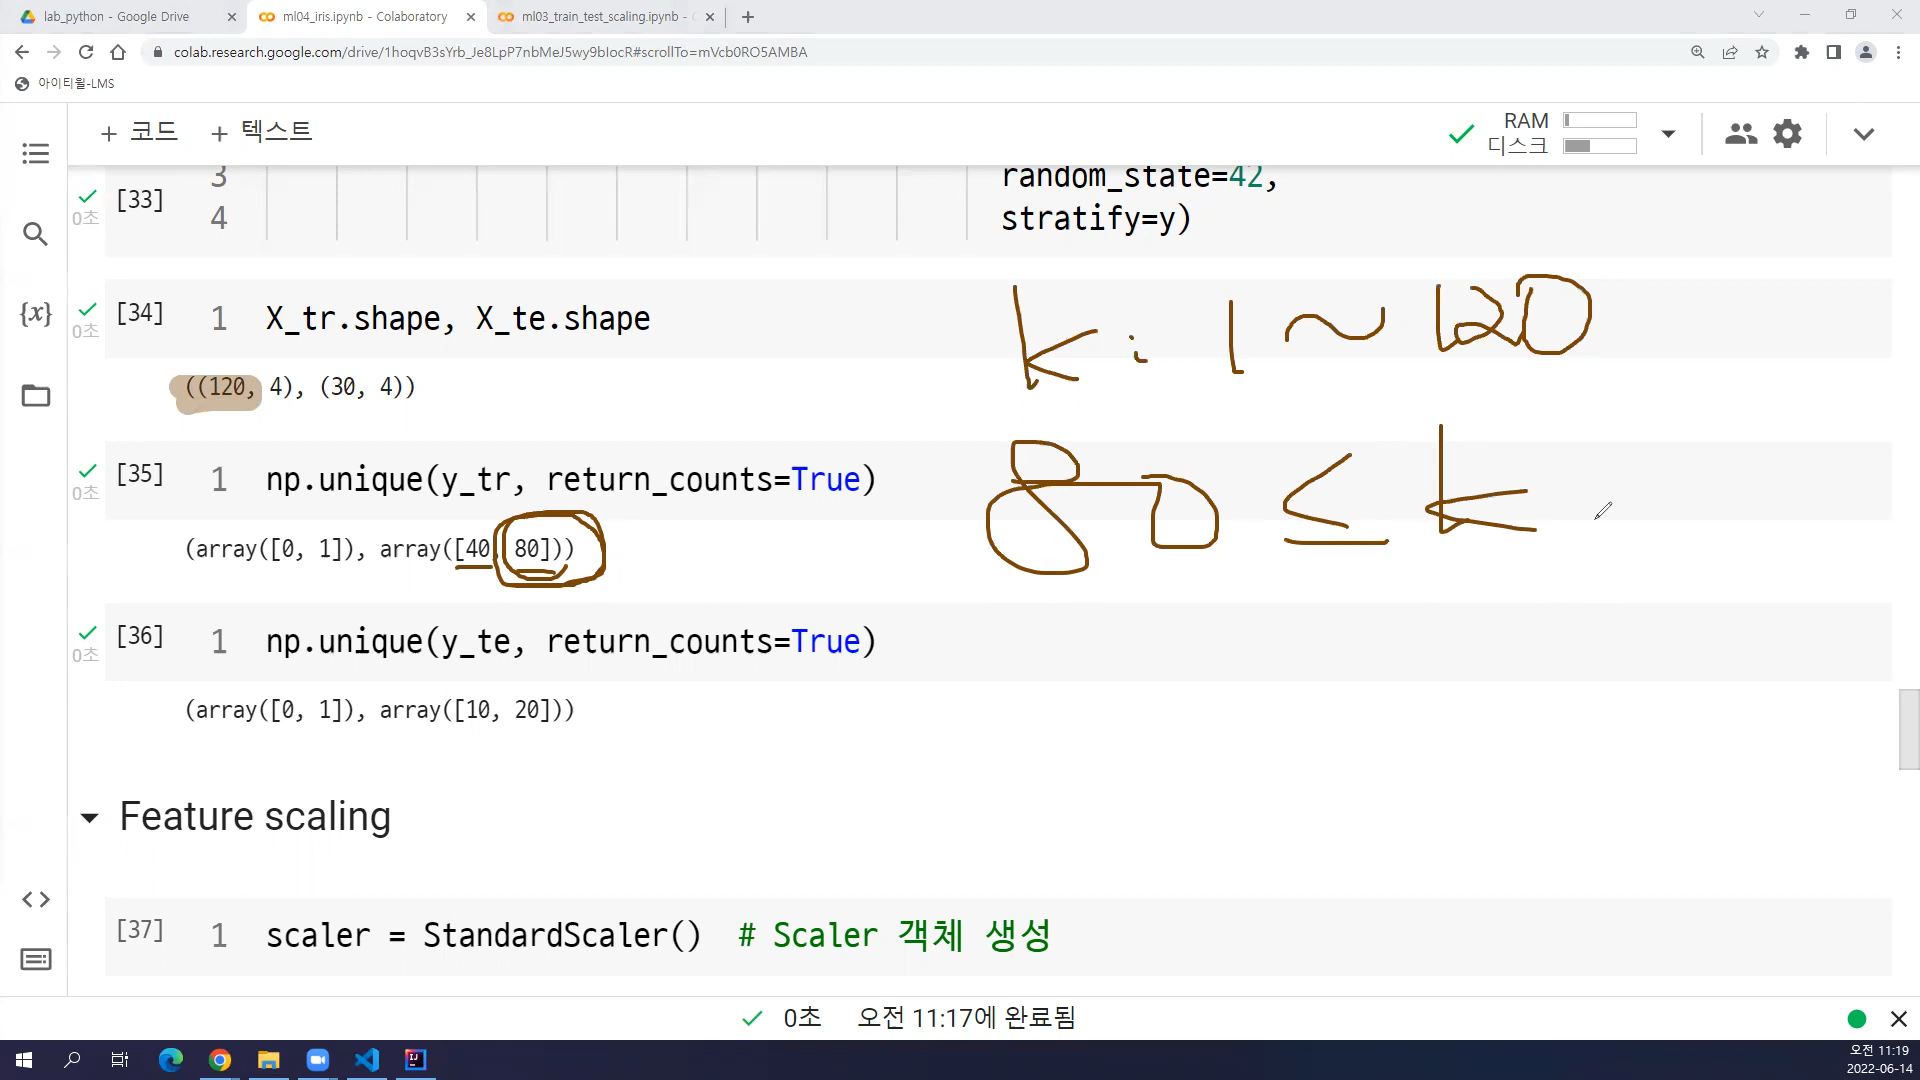 lab_python - Google Drive
ml04_iris.ipynb - Colaboratory
ml03_train_test_scaling.ipynb -
colab.research.google.com/drive/1hoqvB3sYrb_Je8LpP7nbMeJ5wy9bIocR#scrollTo=mVcb0RO5AMBA
아이티윌-LMS
+ 코드 + 텍스트
RAM
디스크
3 random_state=42,
[33]
0초
4 stratify=y)
[34] 1 X_tr.shape, X_te.shape
0초
k : 1 ~ 120
((120, 4), (30, 4))
[35] 1 np.unique(y_tr, return_counts=True)
0초
80 ≤ k
(array([0, 1]), array([40, 80]))
[36] 1 np.unique(y_te, return_counts=True)
0초
(array([0, 1]), array([10, 20]))
Feature scaling
[37] 1 scaler = StandardScaler() # Scaler 객체 생성
0초 오전 11:17에 완료됨
오전 11:19
2022-06-14